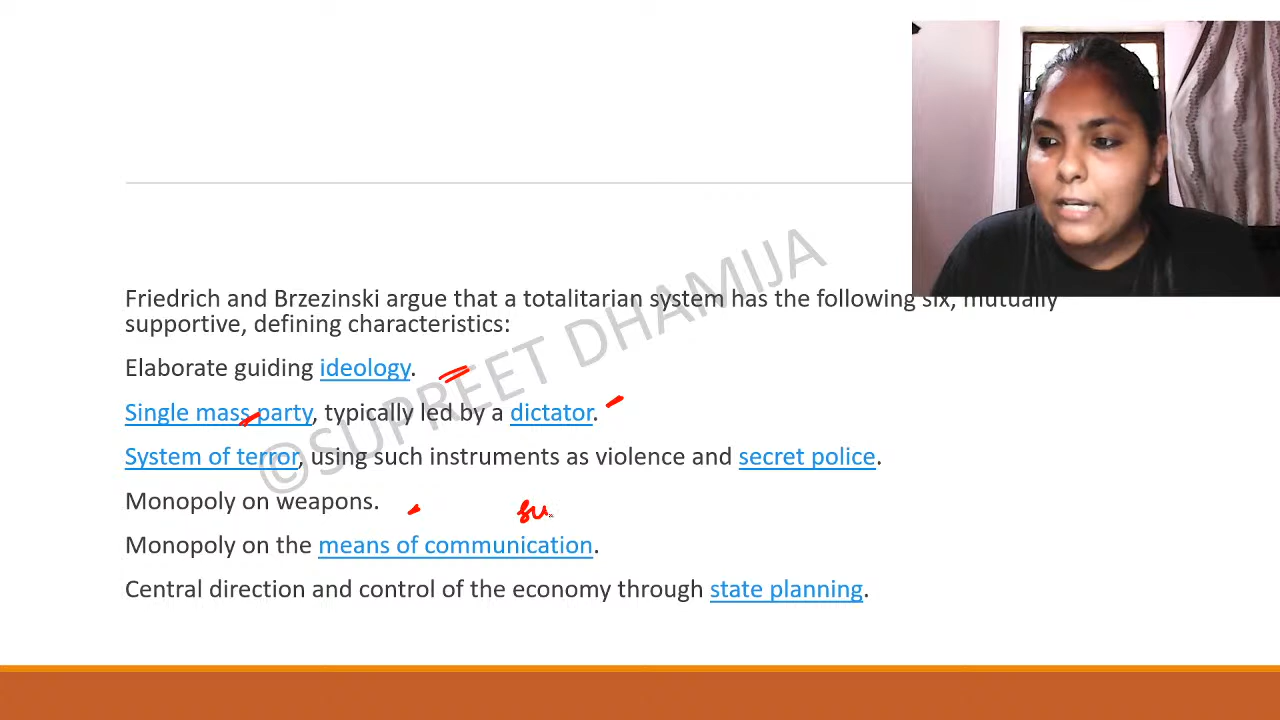 Friedrich and Brzezinski argue that a totalitarian system has the following six, mutually
supportive, defining characteristics:
Elaborate guiding ideology.
Single mass party, typically led by a dictator.
System of terror, using such instruments as violence and secret police.
Monopoly on weapons.
su
Monopoly on the means of communication.
Central direction and control of the economy through state planning.
©SUPREET DHAMIJA